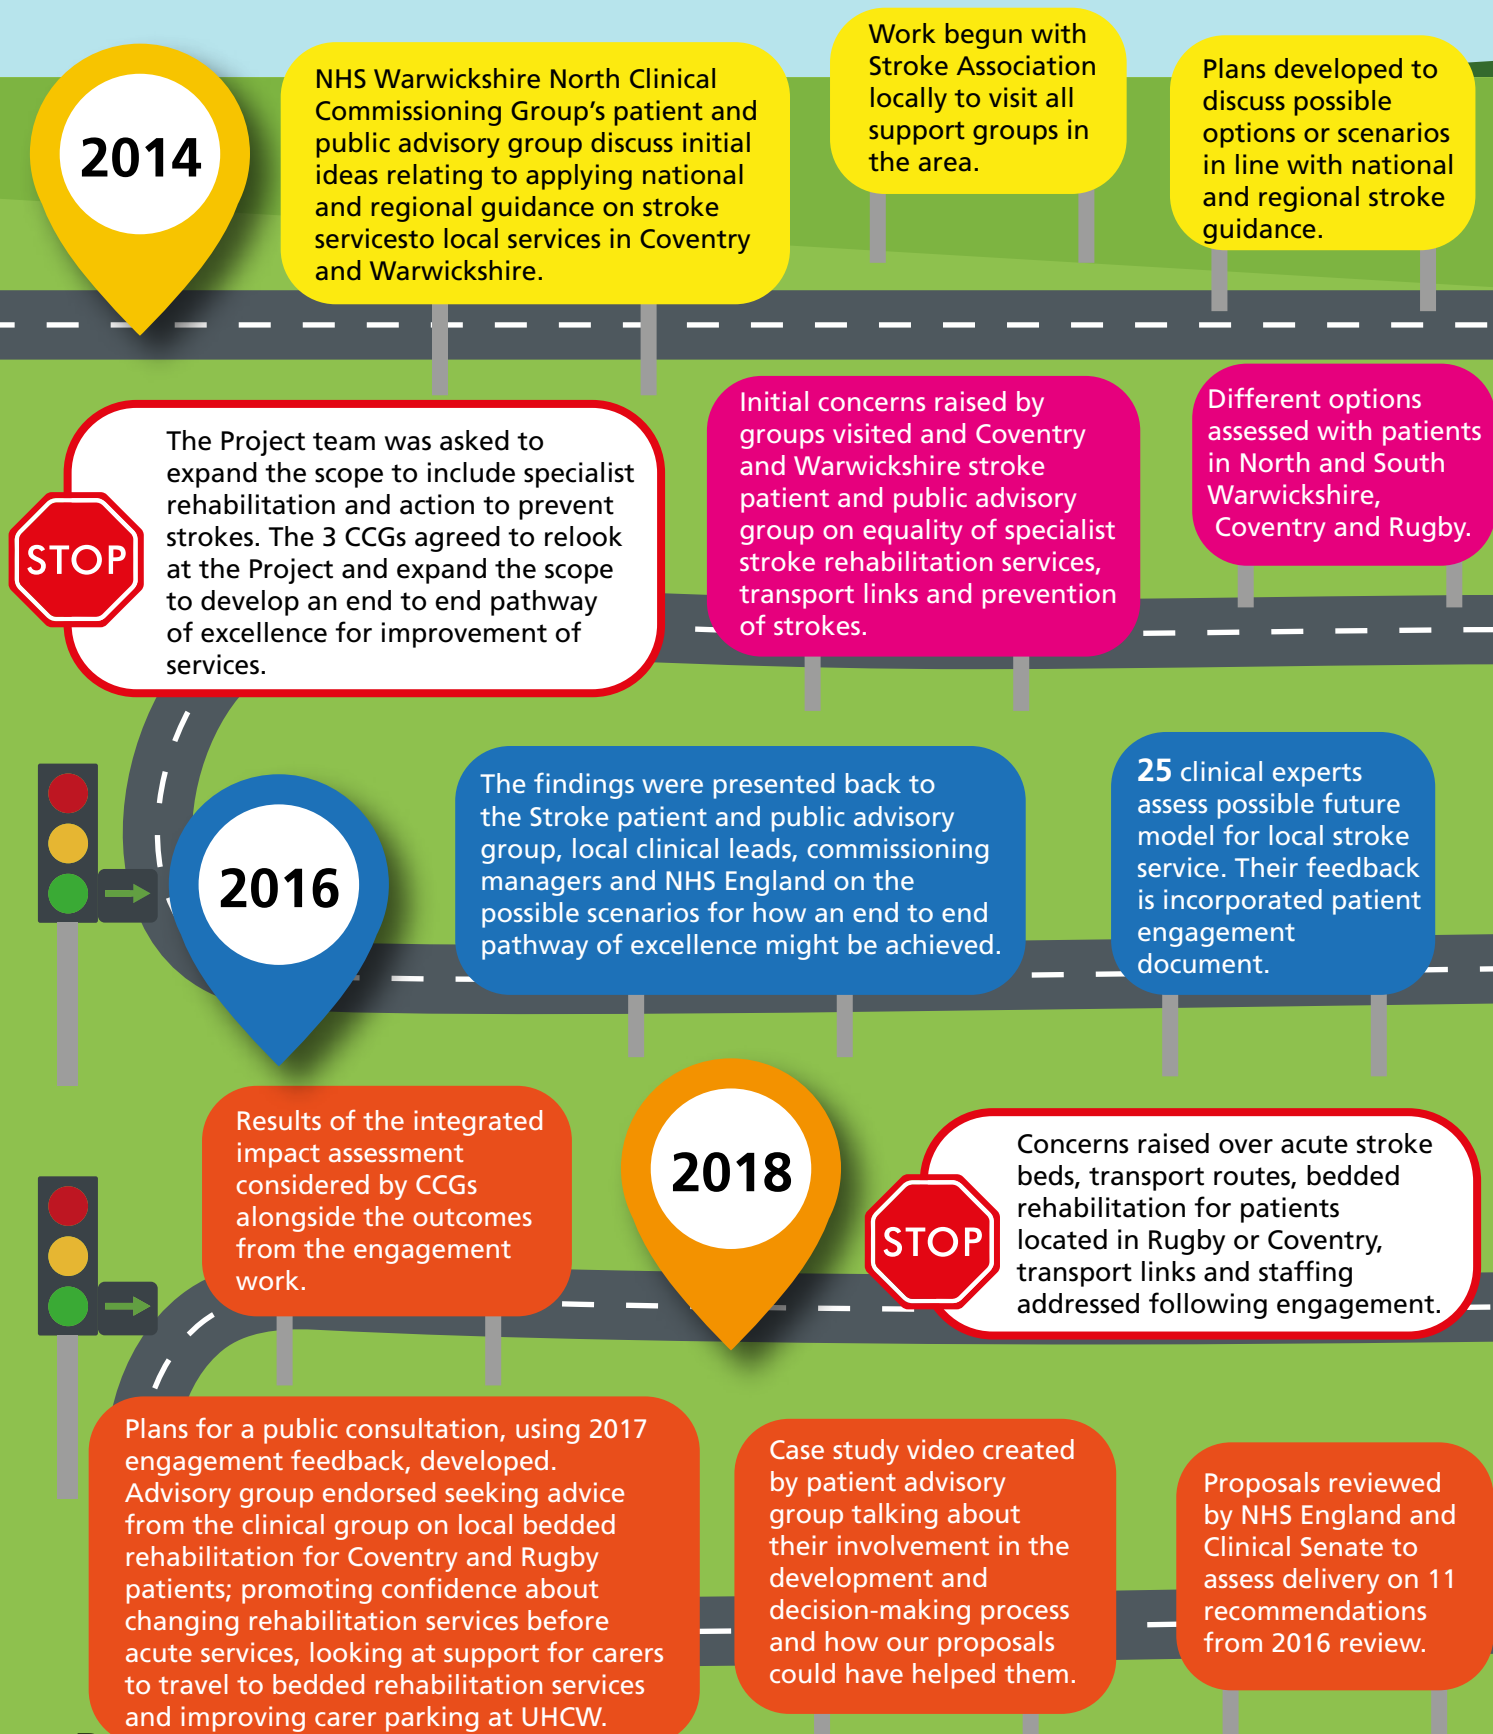 2014
NHS Warwickshire North Clinical
Commissioning Group's patient and
public advisory group discuss initial
ideas relating to applying national
and regional guidance on stroke
servicesto local services in Coventry
and Warwickshire.
Work begun with
Stroke Association
locally to visit all
support groups in
the area.
Plans developed to
discuss possible
options or scenarios
in line with national
and regional stroke
guidance.
STOP
The Project team was asked to
expand the scope to include specialist
rehabilitation and action to prevent
strokes. The 3 CCGs agreed to relook
at the Project and expand the scope
to develop an end to end pathway
of excellence for improvement of
services.
Initial concerns raised by
groups visited and Coventry
and Warwickshire stroke
patient and public advisory
group on equality of specialist
stroke rehabilitation services,
transport links and prevention
of strokes.
Different options
assessed with patients
in North and South
Warwickshire,
Coventry and Rugby.
2016
The findings were presented back to
the Stroke patient and public advisory
group, local clinical leads, commissioning
managers and NHS England on the
possible scenarios for how an end to end
pathway of excellence might be achieved.
25 clinical experts
assess possible future
model for local stroke
service. Their feedback
is incorporated patient
engagement
document.
Results of the integrated
impact assessment
considered by CCGs
alongside the outcomes
from the engagement
work.
2018
STOP
Concerns raised over acute stroke
beds, transport routes, bedded
rehabilitation for patients
located in Rugby or Coventry,
transport links and staffing
addressed following engagement.
Plans for a public consultation, using 2017
engagement feedback, developed.
Advisory group endorsed seeking advice
from the clinical group on local bedded
rehabilitation for Coventry and Rugby
patients; promoting confidence about
changing rehabilitation services before
acute services, looking at support for carers
to travel to bedded rehabilitation services
and improving carer parking at UHCW.
Case study video created
by patient advisory
group talking about
their involvement in the
development and
decision-making process
and how our proposals
could have helped them.
Proposals reviewed
by NHS England and
Clinical Senate to
assess delivery on 11
recommendations
from 2016 review.